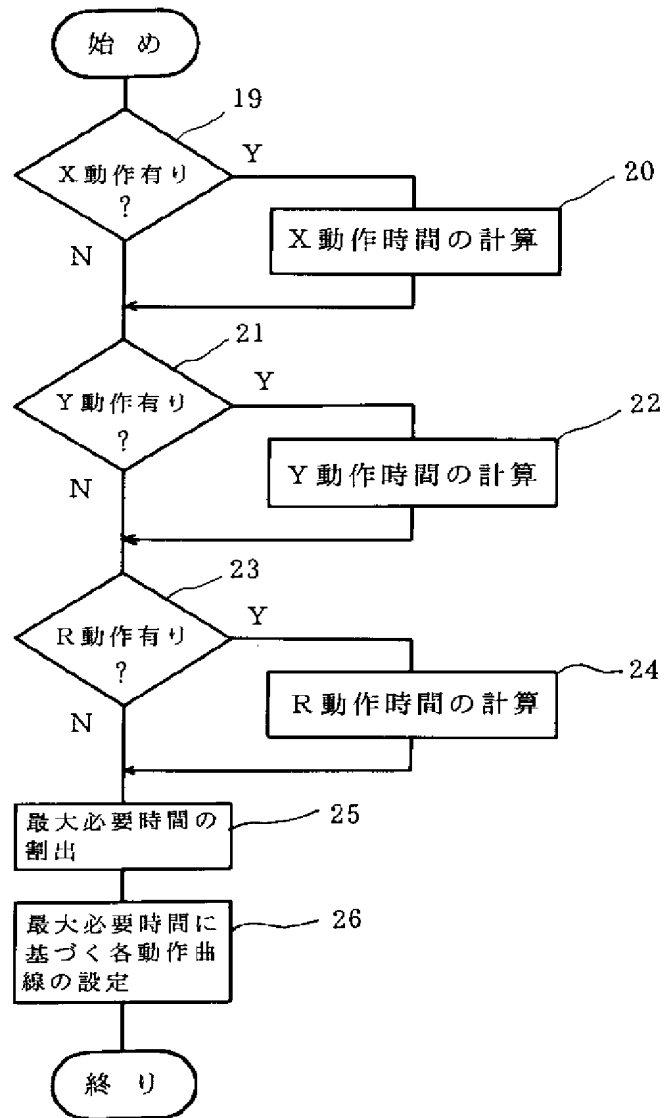 始め
19
X動作有り
?
Y
N
20
X動作時間の計算
21
Y動作有り
?
Y
N
22
Y動作時間の計算
23
R動作有り
?
Y
N
24
R動作時間の計算
最大必要時間の
割出
25
最大必要時間に
基づく各動作曲
線の設定
26
終り